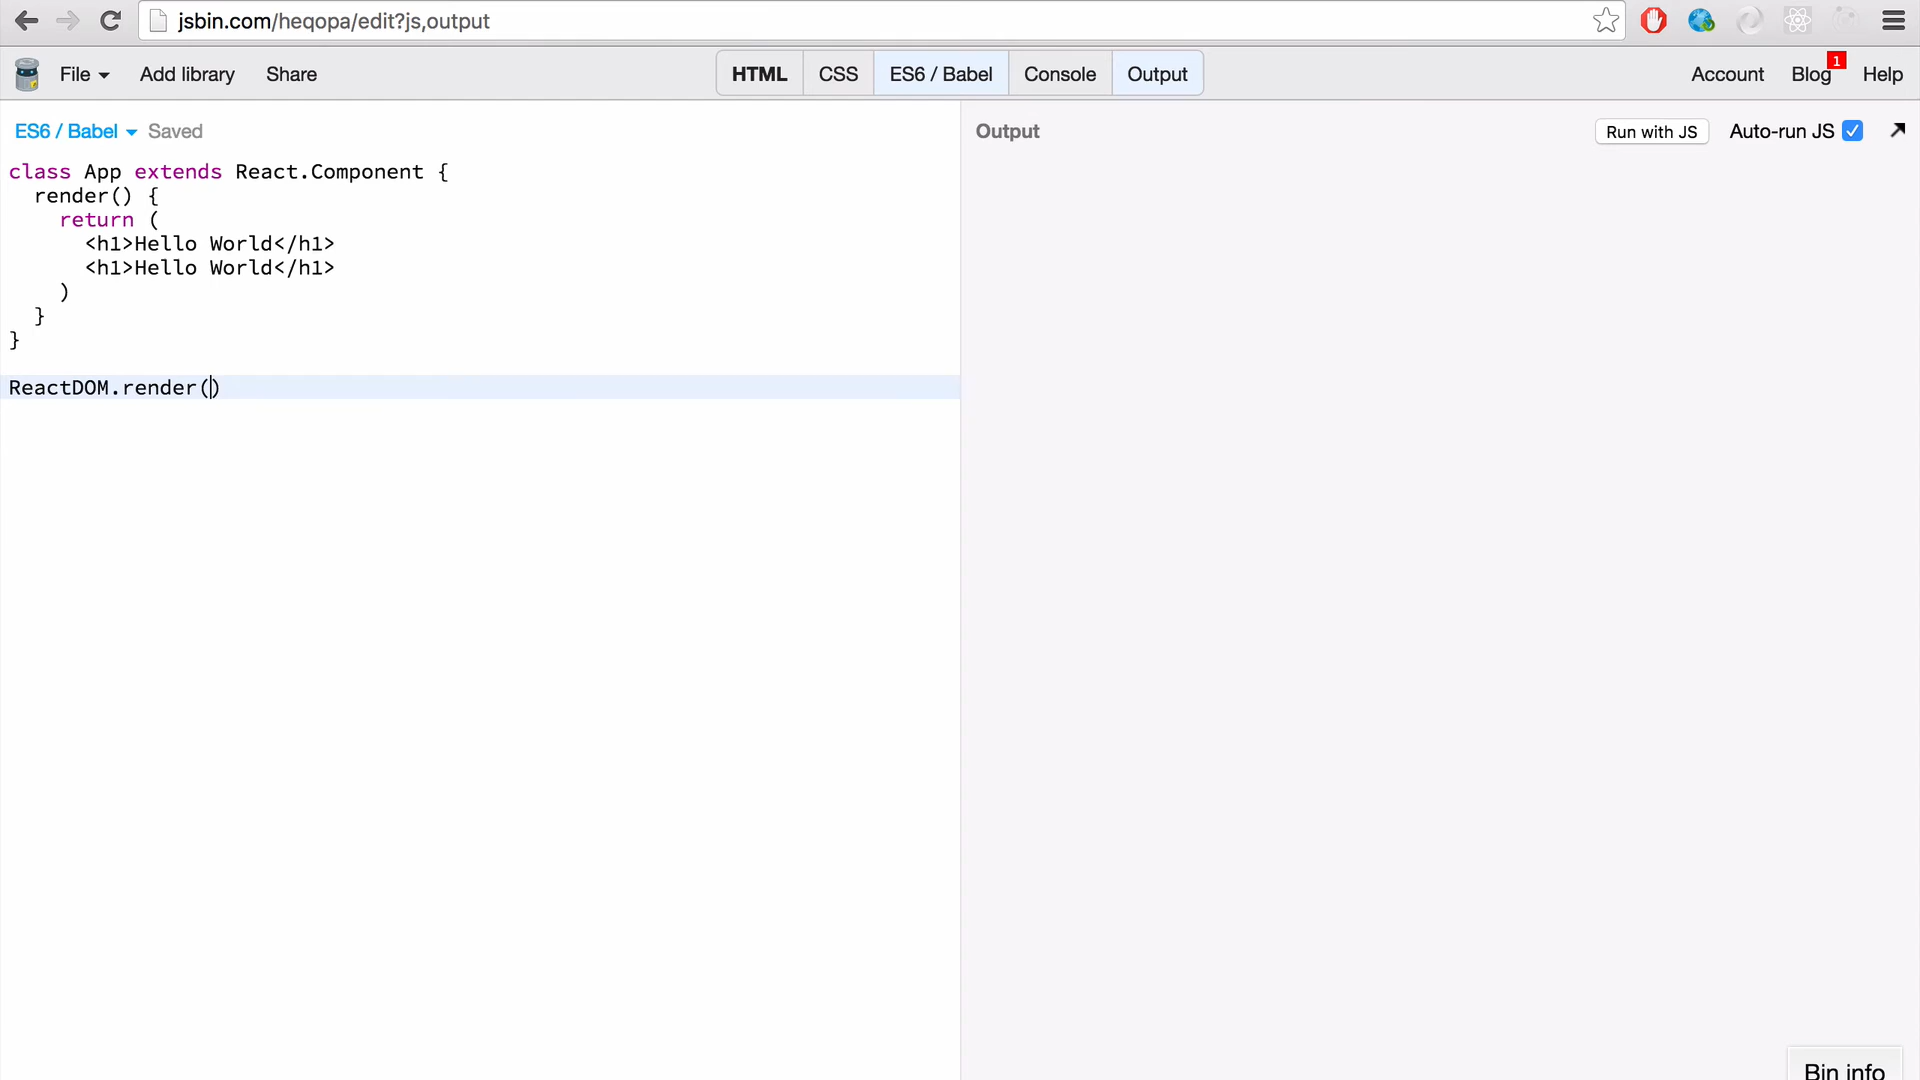 jsbin.com/heqopa/edit?js,output
File Add library Share HTML CSS ES6 / Babel Console Output Account Blog 1 Help
ES6 / Babel Saved
Output Run with JS Auto-run JS
class App extends React.Component {
render() {
return (
<h1>Hello World</h1>
<h1>Hello World</h1>
)
}
}
ReactDOM.render()
Bin info